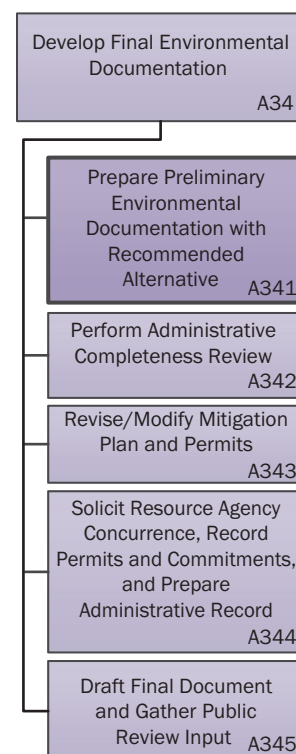 Develop Final Environmental
Documentation
A34
Prepare Preliminary
Environmental
Documentation with
Recommended
Alternative
A341
Perform Administrative
Completeness Review
A342
Revise/Modify Mitigation
Plan and Permits
A343
Solicit Resource Agency
Concurrence, Record
Permits and Commitments,
and Prepare
Administrative Record
A344
Draft Final Document
and Gather Public
Review Input
A345